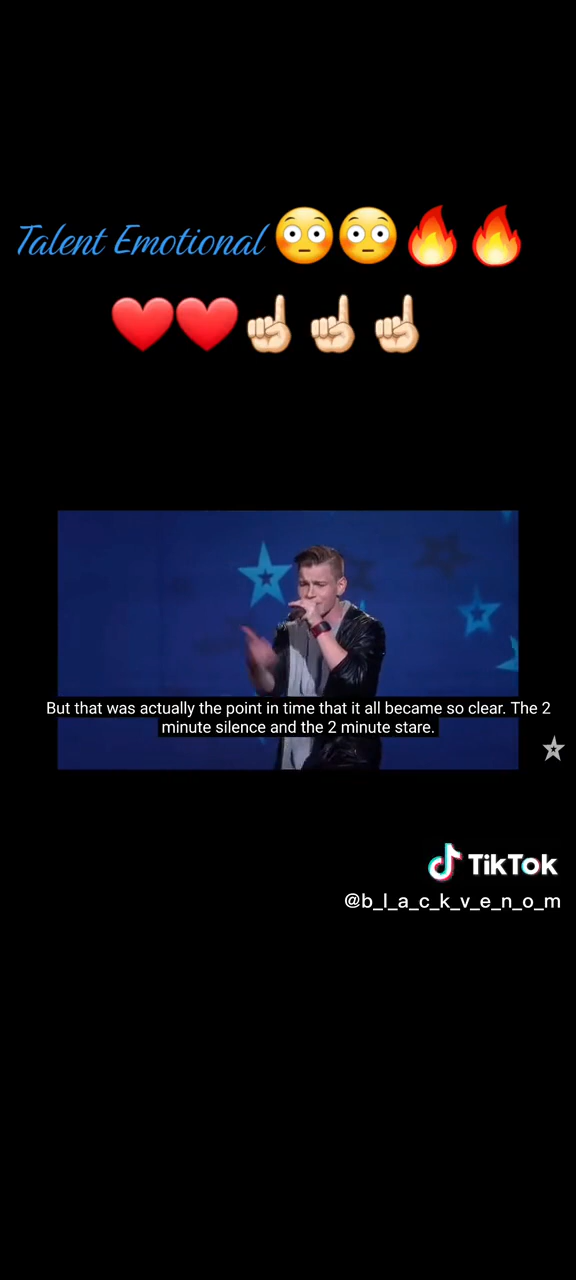 Talent Emotional 😳😳🔥🔥
❤️❤️☝🏻☝🏻☝🏻
But that was actually the point in time that it all became so clear. The 2
minute silence and the 2 minute stare.
TikTok
@b_l_a_c_k_v_e_n_o_m